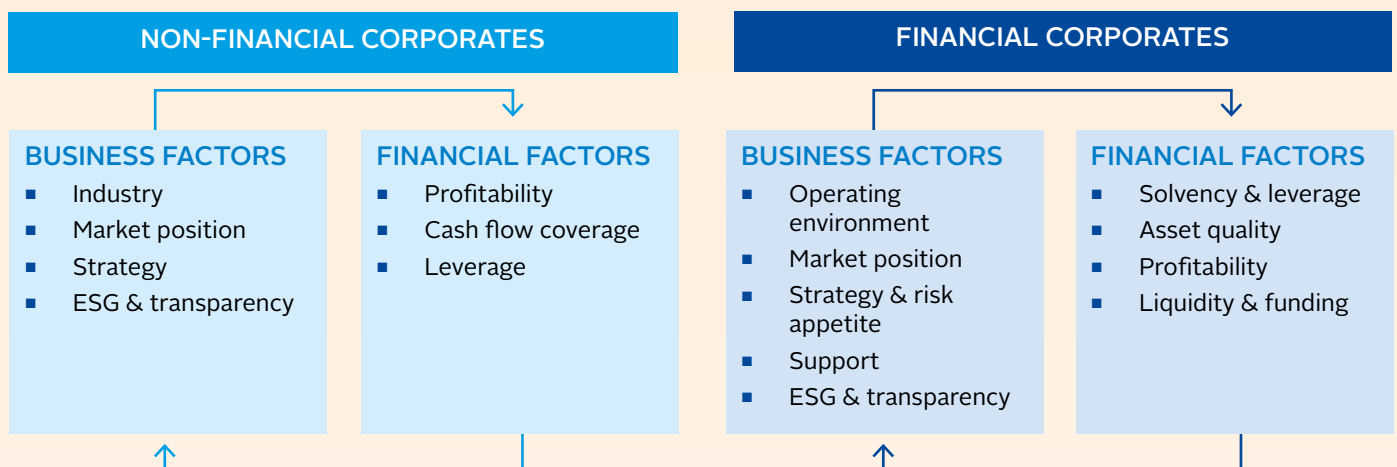 NON-FINANCIAL CORPORATES
BUSINESS FACTORS
▪ Industry
▪ Market position
▪ Strategy
▪ ESG & transparency
FINANCIAL FACTORS
▪ Profitability
▪ Cash flow coverage
▪ Leverage
FINANCIAL CORPORATES
BUSINESS FACTORS
▪ Operating
environment
▪ Market position
▪ Strategy & risk
appetite
▪ Support
▪ ESG & transparency
FINANCIAL FACTORS
▪ Solvency & leverage
▪ Asset quality
▪ Profitability
▪ Liquidity & funding